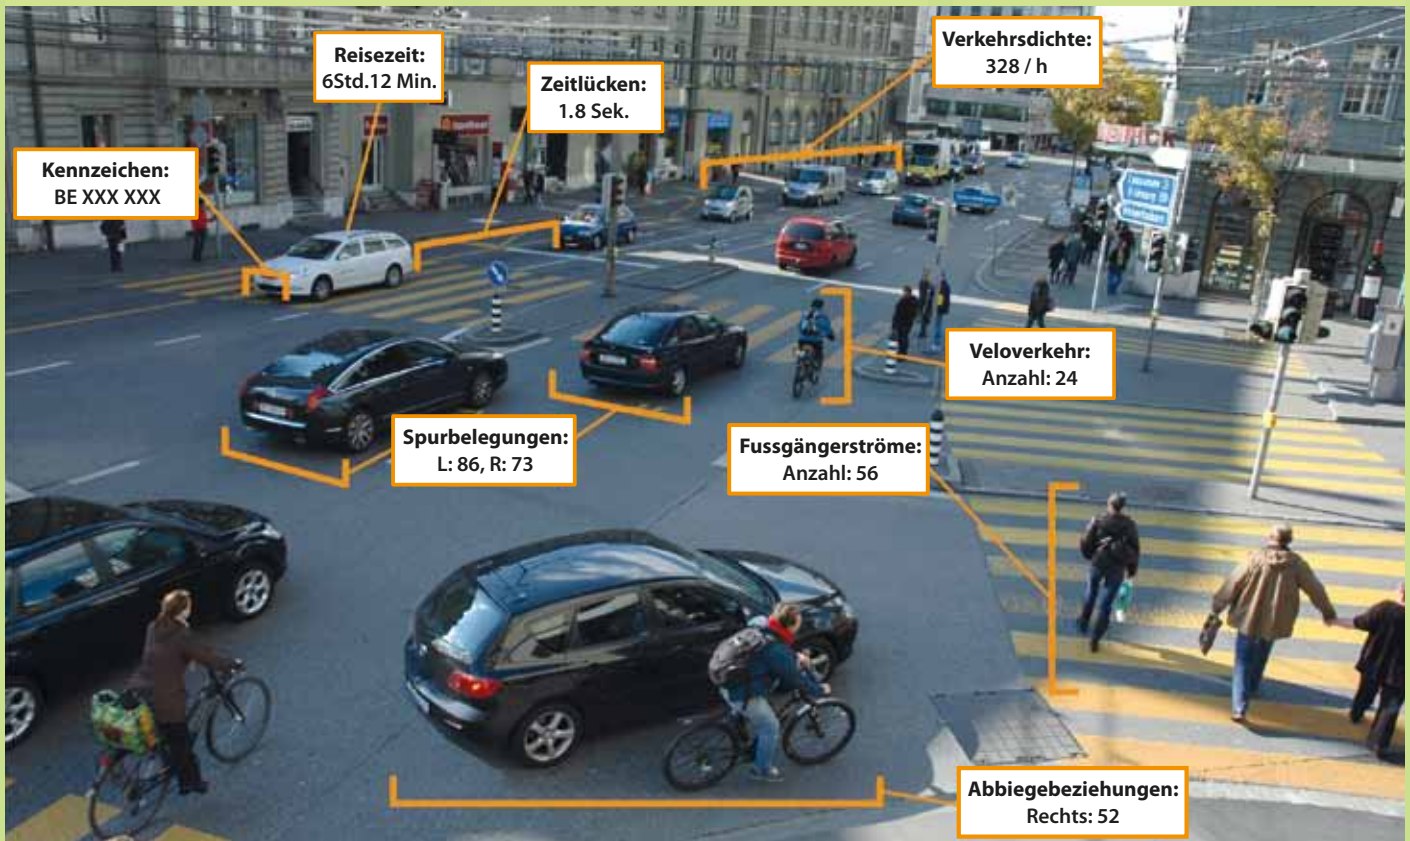 Reisezeit:
6Std.12 Min.
Zeitlücken:
1.8 Sek.
Verkehrsdichte:
328 / h
Kennzeichen:
BE XXX XXX
Veloverkehr:
Anzahl: 24
Spurbelegungen:
L: 86, R: 73
Fussgängerströme:
Anzahl: 56
Abbiegebeziehungen:
Rechts: 52